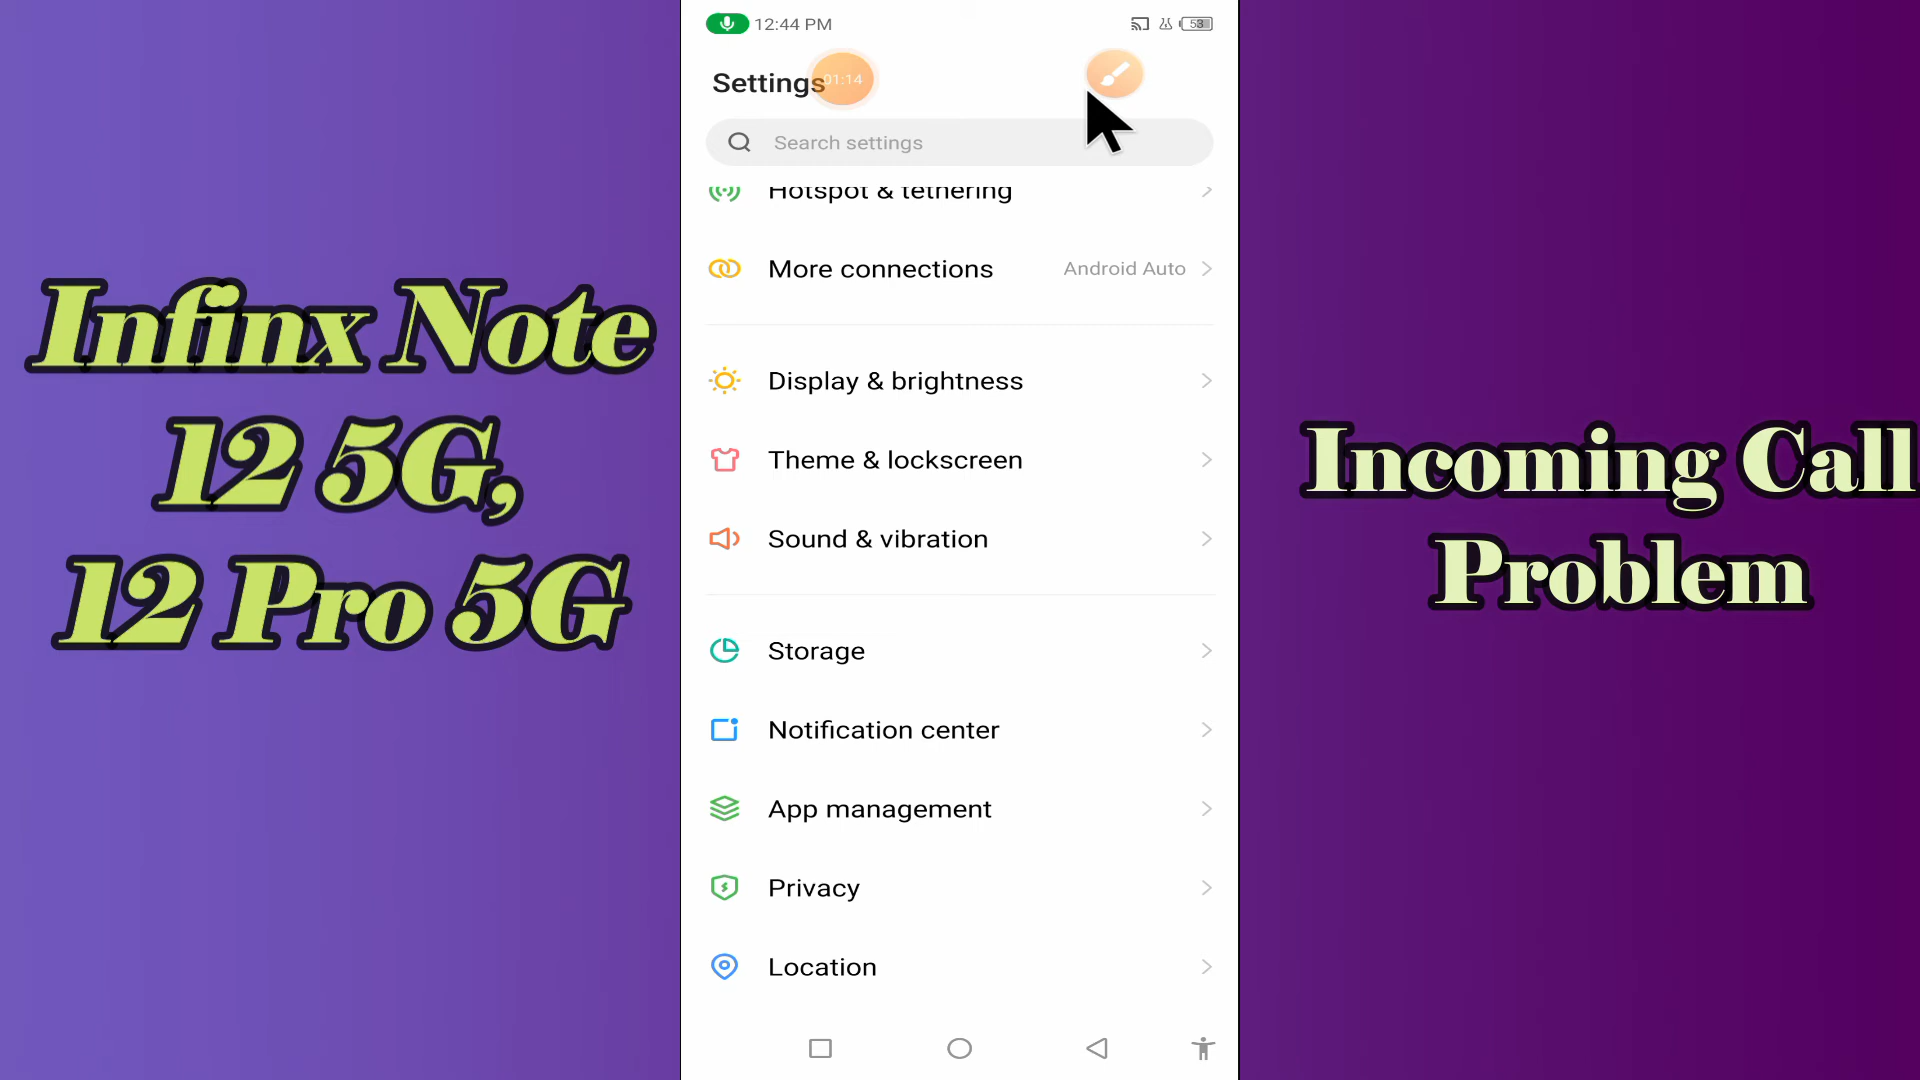 12:44 PM
53
Settings
01:14
Search settings
Hotspot & tethering
More connections
Android Auto
Display & brightness
Theme & lockscreen
Sound & vibration
Storage
Notification center
App management
Privacy
Location
Infinx Note
12 5G,
12 Pro 5G
Incoming Call
Problem